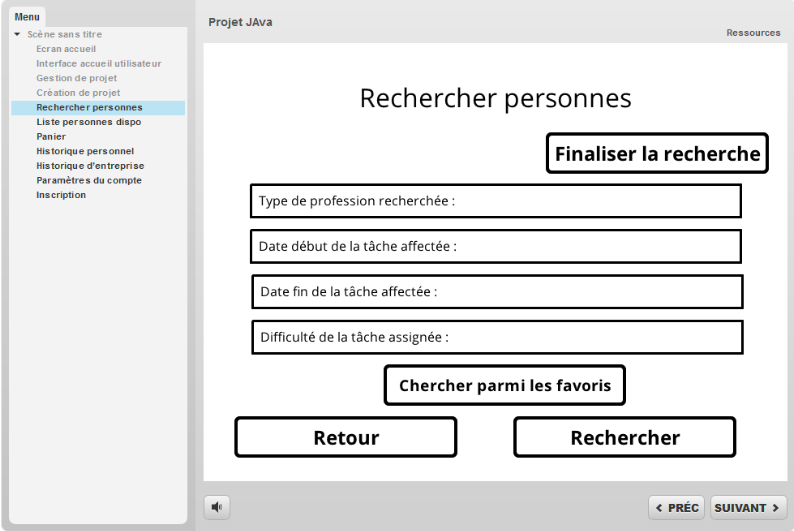 Menu
Scène sans titre
Ecran accueil
Interface accueil utilisateur
Gestion de projet
Création de projet
Rechercher personnes
Liste personnes dispo
Panier
Historique personnel
Historique d'entreprise
Paramètres du compte
Inscription
Projet JAva
Ressources
Rechercher personnes
Finaliser la recherche
Type de profession recherchée :
Date début de la tâche affectée :
Date fin de la tâche affectée :
Difficulté de la tâche assignée :
Chercher parmi les favoris
Retour
Rechercher
PRÉC
SUIVANT